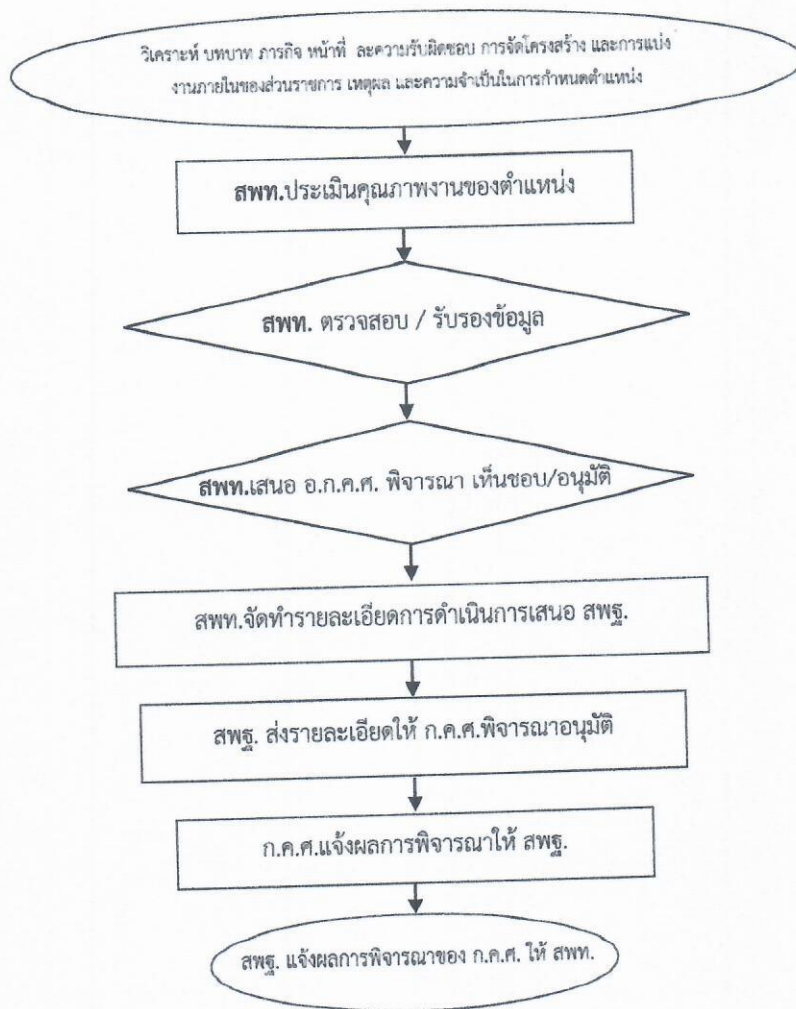 วิเคราะห์ บทบาท ภารกิจ หน้าที่ ละความรับผิดชอบ การจัดโครงสร้าง และการแบ่ง
งานภายในของส่วนราชการ เหตุผล และความจำเป็นในการกำหนดตำแหน่ง
สพท.ประเมินคุณภาพงานของตำแหน่ง
สพท. ตรวจสอบ / รับรองข้อมูล
สพท.เสนอ อ.ก.ค.ศ. พิจารณา เห็นชอบ/อนุมัติ
สพท.จัดทำรายละเอียดการดำเนินการเสนอ สพฐ.
สพฐ. ส่งรายละเอียดให้ ก.ค.ศ.พิจารณาอนุมัติ
ก.ค.ศ.แจ้งผลการพิจารณาให้ สพฐ.
สพฐ. แจ้งผลการพิจารณาของ ก.ค.ศ. ให้ สพท.